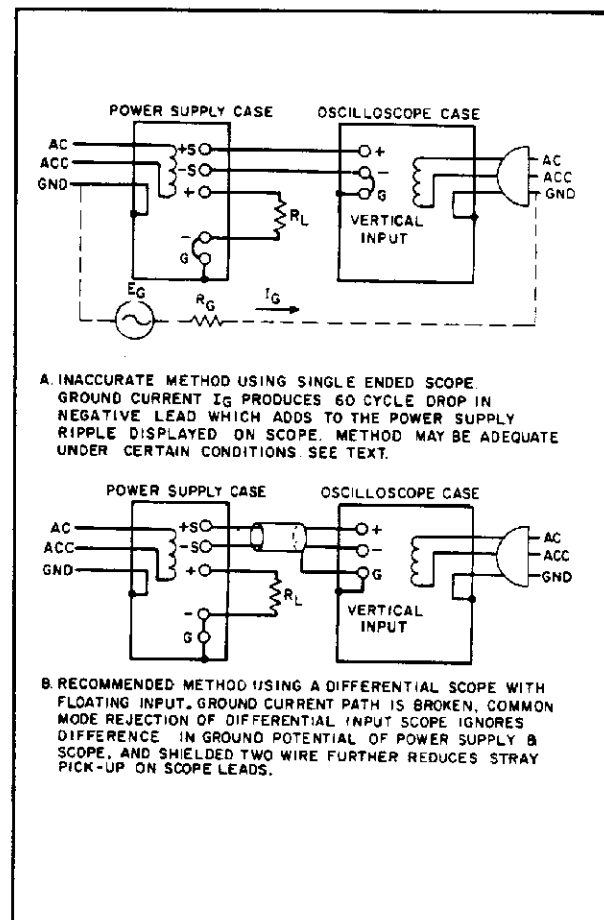 POWER SUPPLY CASE
OSCILLOSCOPE CASE
AC
ACC
GND
+S
-S
+
-
G
RL
+
-
G
VERTICAL
INPUT
AC
ACC
GND
EG
RG
IG
A. INACCURATE METHOD USING SINGLE ENDED SCOPE.
GROUND CURRENT IG PRODUCES 60 CYCLE DROP IN
NEGATIVE LEAD WHICH ADDS TO THE POWER SUPPLY
RIPPLE DISPLAYED ON SCOPE. METHOD MAY BE ADEQUATE
UNDER CERTAIN CONDITIONS. SEE TEXT.
POWER SUPPLY CASE
OSCILLOSCOPE CASE
AC
ACC
GND
+S
-S
+
-
G
RL
+
-
G
VERTICAL
INPUT
AC
ACC
GND
B. RECOMMENDED METHOD USING A DIFFERENTIAL SCOPE WITH
FLOATING INPUT. GROUND CURRENT PATH IS BROKEN, COMMON
MODE REJECTION OF DIFFERENTIAL INPUT SCOPE IGNORES
DIFFERENCE IN GROUND POTENTIAL OF POWER SUPPLY &
SCOPE, AND SHIELDED TWO WIRE FURTHER REDUCES STRAY
PICK-UP ON SCOPE LEADS.